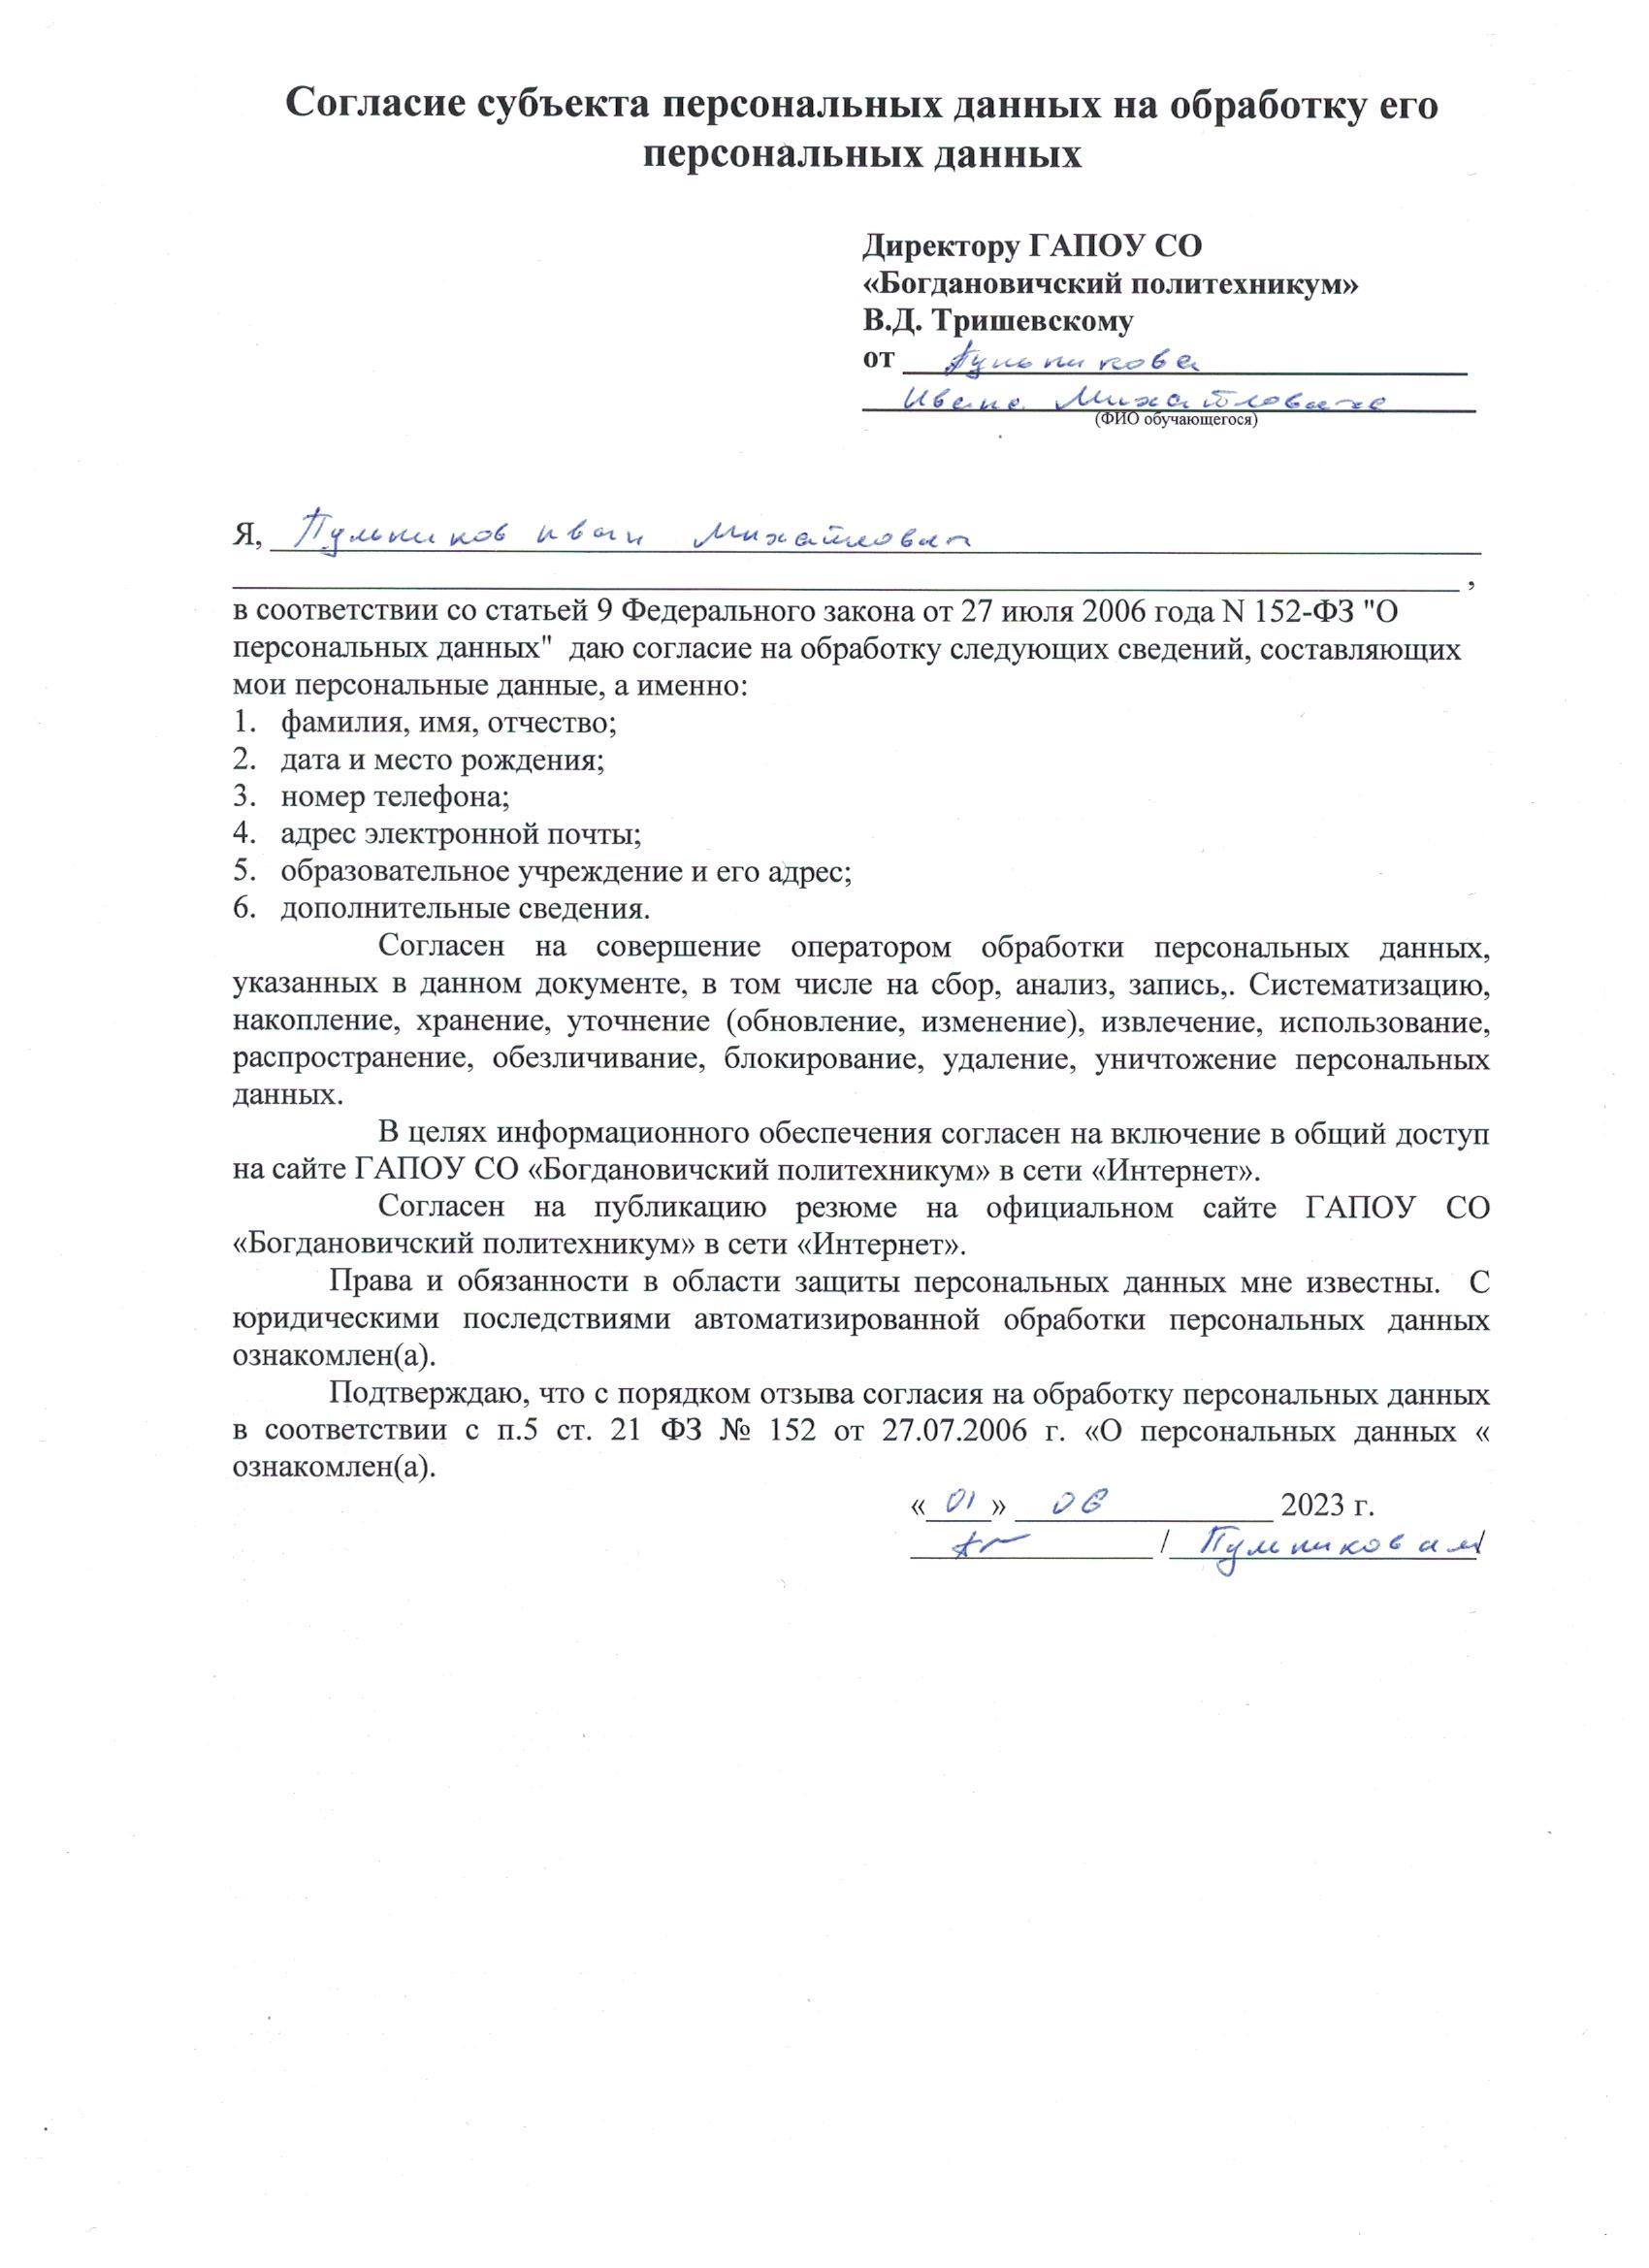 Согласие субъекта персональных данных на обработку его
персональных данных
Директору ГАПОУ СО
«Богдановичский политехникум»
В.Д. Тришевскому
от
Ивана Михайловича
(ФИО обучающегося)
Я, Иван Михайлович
,
в соответствии со статьей 9 Федерального закона от 27 июля 2006 года N 152-ФЗ "О
персональных данных" даю согласие на обработку следующих сведений, составляющих
мои персональные данные, а именно:
1. фамилия, имя, отчество;
2. дата и место рождения;
3. номер телефона;
4. адрес электронной почты;
5. образовательное учреждение и его адрес;
6. дополнительные сведения.
Согласен на совершение оператором обработки персональных данных,
указанных в данном документе, в том числе на сбор, анализ, запись,. Систематизацию,
накопление, хранение, уточнение (обновление, изменение), извлечение, использование,
распространение, обезличивание, блокирование, удаление, уничтожение персональных
данных.
В целях информационного обеспечения согласен на включение в общий доступ
на сайте ГАПОУ СО «Богдановичский политехникум» в сети «Интернет».
Согласен на публикацию резюме на официальном сайте ГАПОУ СО
«Богдановичский политехникум» в сети «Интернет».
Права и обязанности в области защиты персональных данных мне известны. С
юридическими последствиями автоматизированной обработки персональных данных
ознакомлен(а).
Подтверждаю, что с порядком отзыва согласия на обработку персональных данных
в соответствии с п.5 ст. 21 ФЗ № 152 от 27.07.2006 г. «О персональных данных «
ознакомлен(а).
«01» 06 2023 г.
/ /